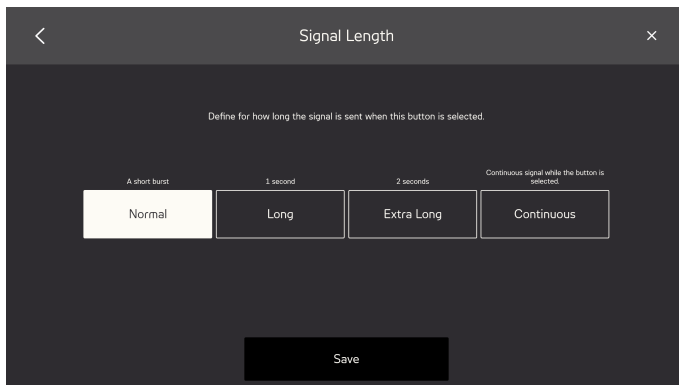 Signal Length
Define for how long the signal is sent when this button is selected.
A short burst
1 second
2 seconds
Continuous signal while the button is
selected.
Normal
Long
Extra Long
Continuous
Save